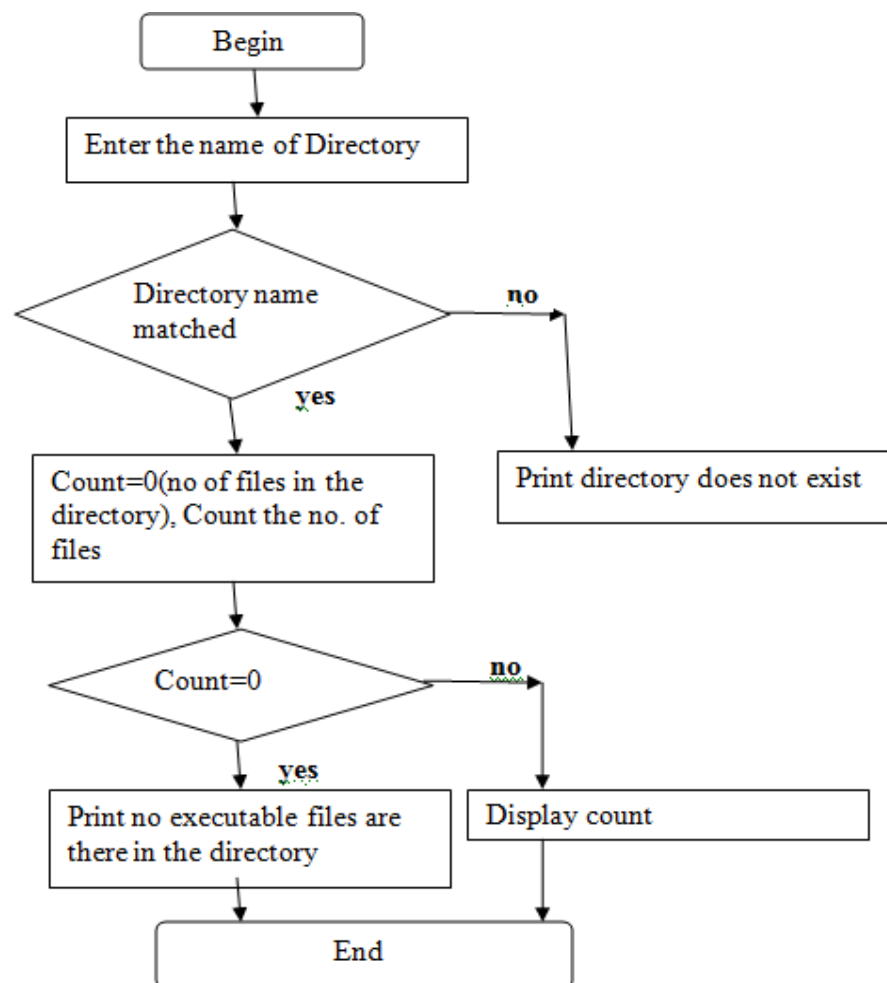 Begin
Enter the name of Directory
Directory name
matched
no
yes
Count=0(no of files in the
directory), Count the no. of
files
Print directory does not exist
Count=0
no
yes
Print no executable files are
there in the directory
Display count
End